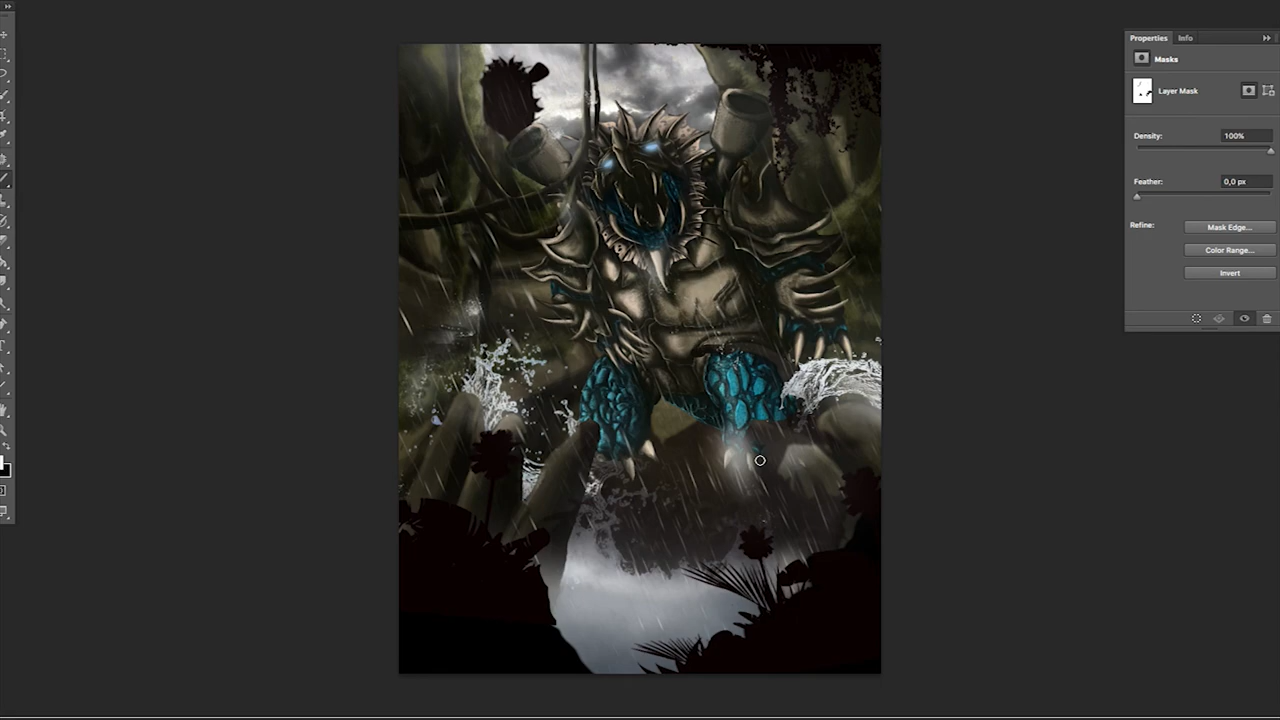 Properties Info
Masks
Layer Mask
Density: 100%
Feather: 0,0 px
Refine: Mask Edge...
Color Range...
Invert